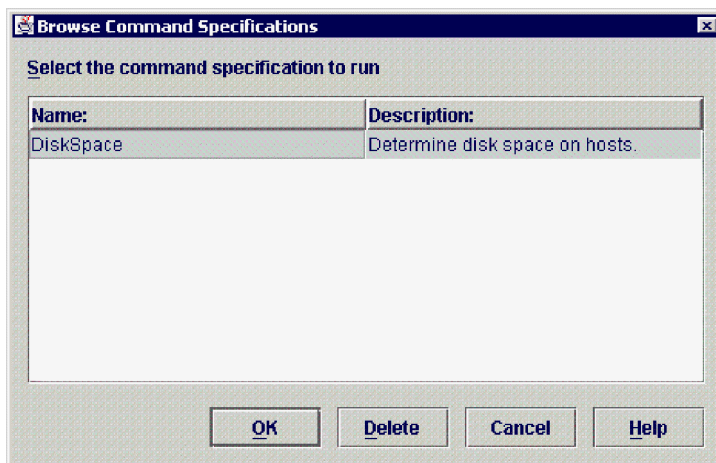 Browse Command Specifications
Select the command specification to run
Name: Description:
DiskSpace Determine disk space on hosts.
OK Delete Cancel Help